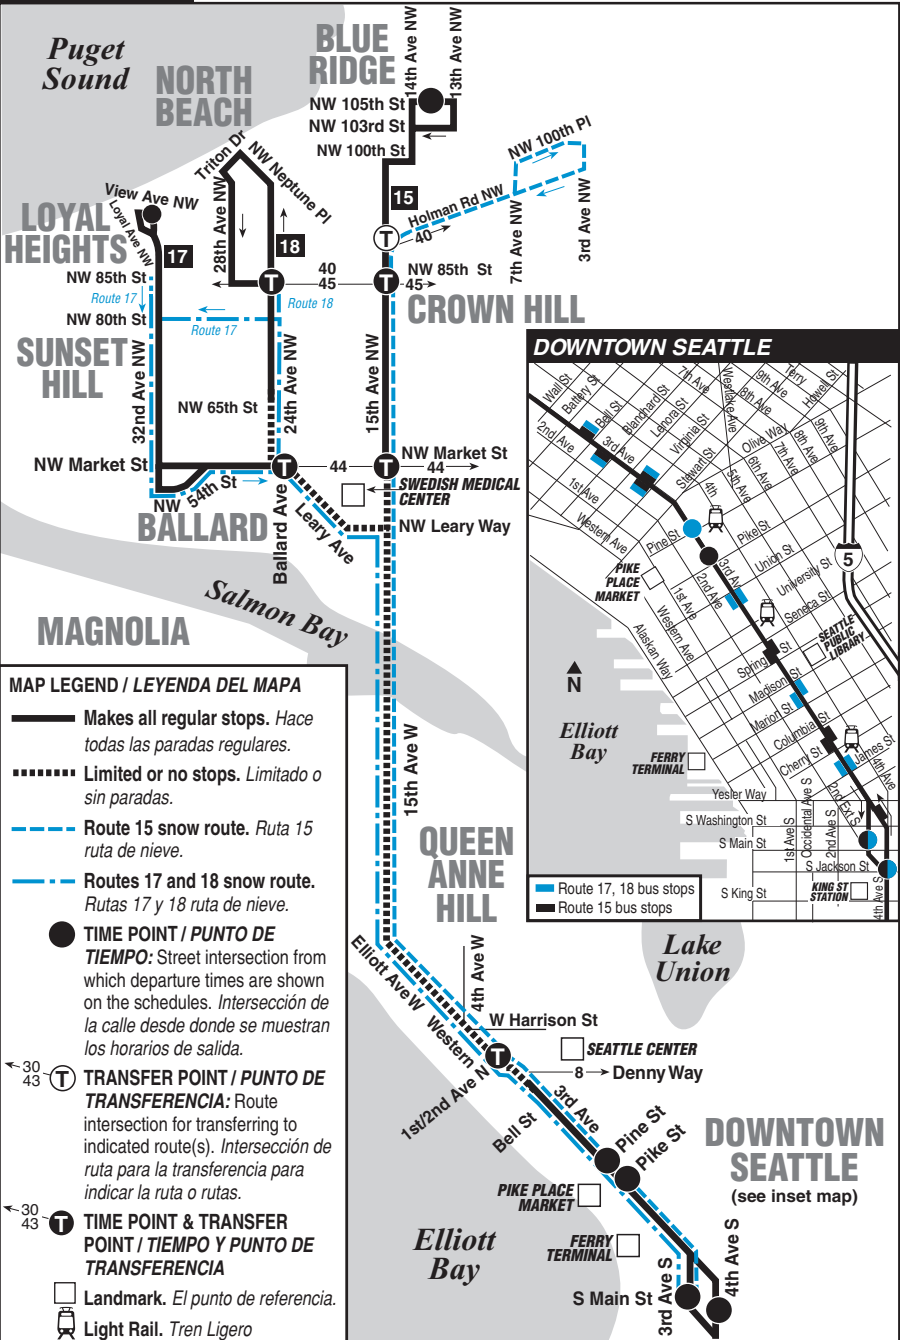 Puget
Sound
NORTH
BEACH
BLUE
RIDGE
14th Ave NW
13th Ave NW
NW 105th St
NW 103rd St
NW 100th St
NW 100th Pl
Triton Dr
NW Neptune Pl
28th Ave NW
View Ave NW
Loyal Ave NW
LOYAL
HEIGHTS
17
18
15
Holman Rd NW
7th Ave NW
3rd Ave NW
T
40
NW 85th St
T
40
45
T
45
NW 85th St
Route 17
Route 18
NW 80th St
Route 17
CROWN HILL
SUNSET
HILL
32nd Ave NW
24th Ave NW
15th Ave NW
NW 65th St
NW Market St
T
44
T
44
NW Market St
SWEDISH MEDICAL
CENTER
NW 54th St
BALLARD
Ballard Ave
Leary Ave
NW Leary Way
Salmon Bay
MAGNOLIA
15th Ave W
QUEEN
ANNE
HILL
Elliott Ave W
4th Ave W
Western
W Harrison St
T
SEATTLE CENTER
8
Denny Way
1st/2nd Ave N
3rd Ave
Bell St
Pine St
Pike St
DOWNTOWN
SEATTLE
(see inset map)
PIKE PLACE
MARKET
FERRY
TERMINAL
Elliott
Bay
S Main St
3rd Ave S
4th Ave S
Lake
Union
MAP LEGEND / LEYENDA DEL MAPA
Makes all regular stops. Hace
todas las paradas regulares.
Limited or no stops. Limitado o
sin paradas.
Route 15 snow route. Ruta 15
ruta de nieve.
Routes 17 and 18 snow route.
Rutas 17 y 18 ruta de nieve.
TIME POINT / PUNTO DE
TIEMPO: Street intersection from
which departure times are shown
on the schedules. Intersección de
la calle desde donde se muestran
los horarios de salida.
30
43
T
TRANSFER POINT / PUNTO DE
TRANSFERENCIA: Route
intersection for transferring to
indicated route(s). Intersección de
ruta para la transferencia para
indicar la ruta o rutas.
30
43
T
TIME POINT & TRANSFER
POINT / TIEMPO Y PUNTO DE
TRANSFERENCIA
Landmark. El punto de referencia.
Light Rail. Tren Ligero
DOWNTOWN SEATTLE
Wall St
Battery S
Bell St
Blanchard St
Lenora St
Virginia St
Stewart St
7th Ave
Westlake Ave
8th Ave
9th Ave
Terry
Howell St
Olive Way
2nd Ave
3rd Ave
1st Ave
Western Ave
4th
5th Ave
6th Ave
7th Ave
8th Ave
9th Ave
Pine St
Pike St
Union St
University St
Seneca St
5
PIKE
PLACE
MARKET
3rd Ave
2nd Ave
1st Ave
Western Ave
Alaskan Way
SEATTLE
PUBLIC
LIBRARY
Spring St
Madison St
Marion St
Columbia St
Cherry St
James St
4th Ave
N
Elliott
Bay
FERRY
TERMINAL
Yesler Way
S Washington St
S Main St
S Jackson St
S King St
1st Ave S
Occidental Ave S
2nd Ave S
2nd Ext S
4th Ave S
KING ST
STATION
Route 17, 18 bus stops
Route 15 bus stops